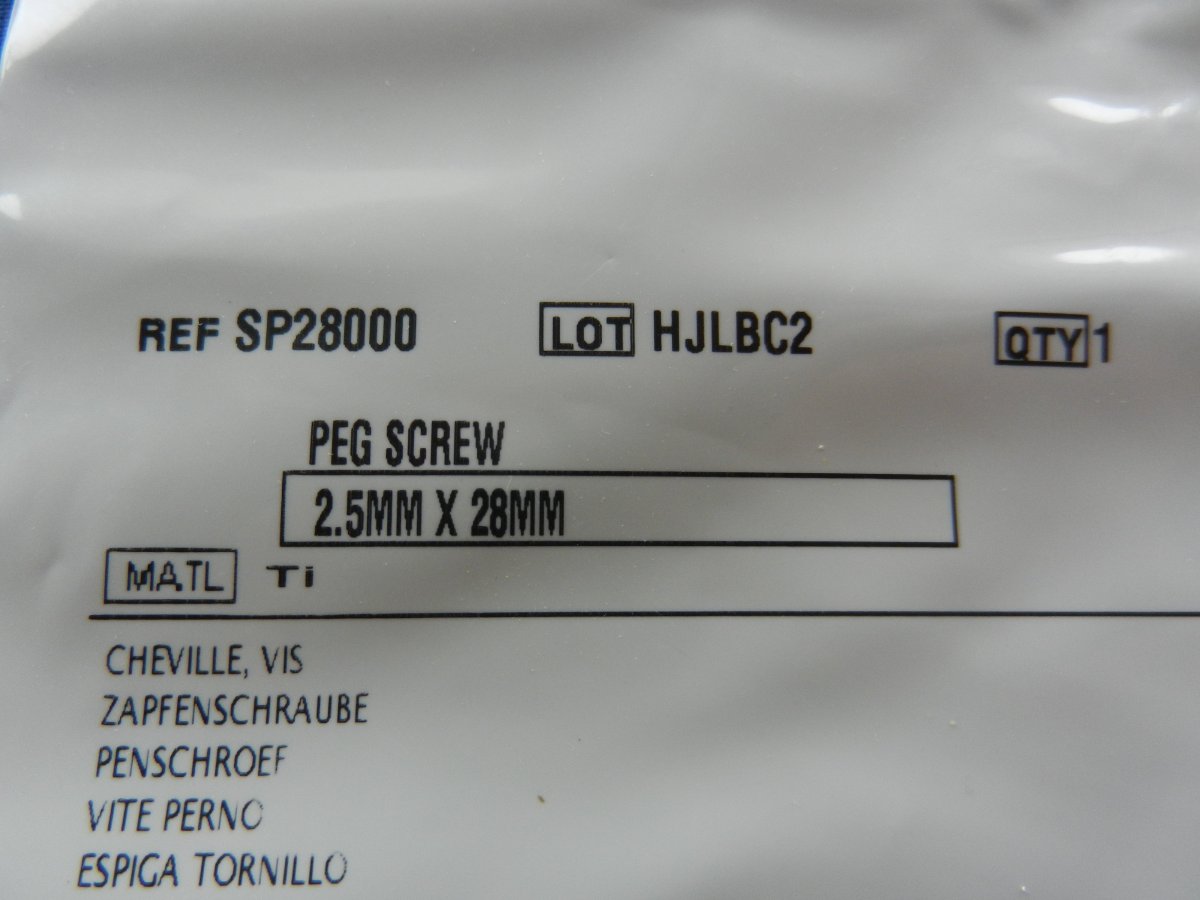 REF SP28000 LOT HJLBC2 QTY 1
PEG SCREW
2.5MM X 28MM
MATL Ti
CHEVILLE, VIS
ZAPFENSCHRAUBE
PENSCHROEF
VITE PERNO
ESPIGA TORNILLO